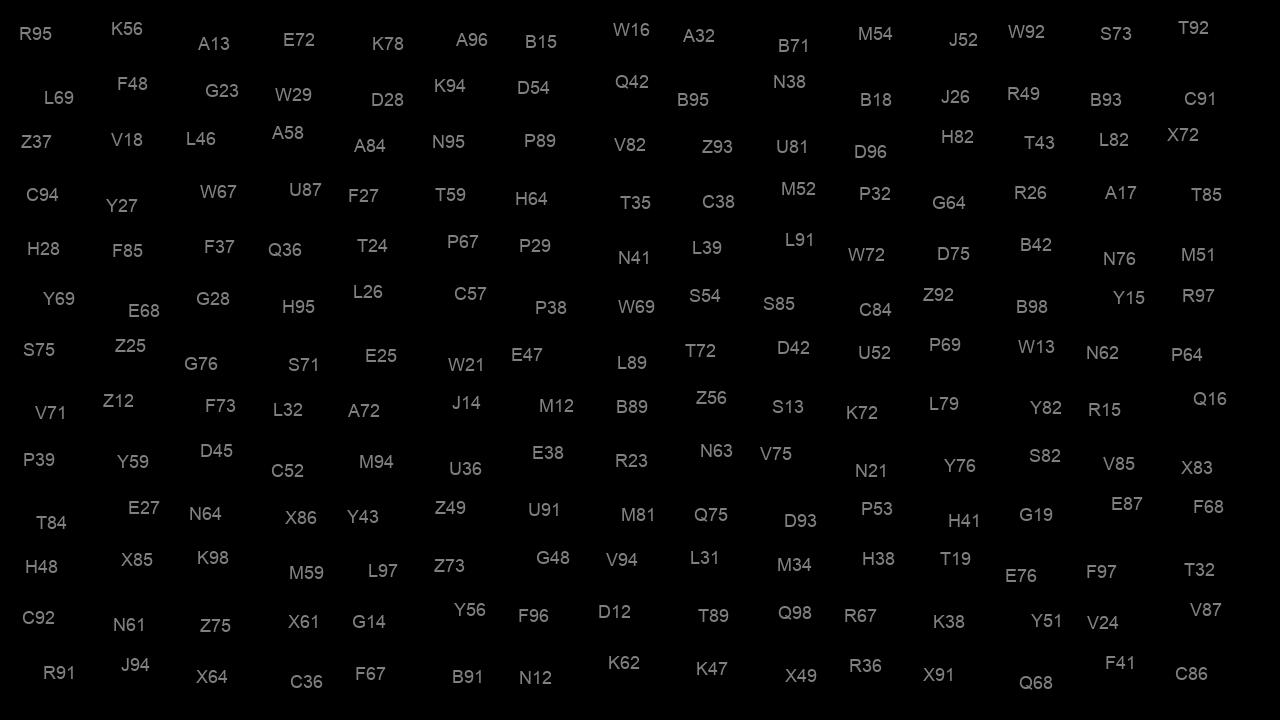 R95 K56 A13 E72 K78 A96 B15 W16 A32 B71 M54 J52 W92 S73 T92
L69 F48 G23 W29 D28 K94 D54 Q42 B95 N38 B18 J26 R49 B93 C91
Z37 V18 L46 A58 A84 N95 P89 V82 Z93 U81 D96 H82 T43 L82 X72
C94 Y27 W67 U87 F27 T59 H64 T35 C38 M52 P32 G64 R26 A17 T85
H28 F85 F37 Q36 T24 P67 P29 N41 L39 L91 W72 D75 B42 N76 M51
Y69 E68 G28 H95 L26 C57 P38 W69 S54 S85 C84 Z92 B98 Y15 R97
S75 Z25 G76 S71 E25 W21 E47 L89 T72 D42 U52 P69 W13 N62 P64
V71 Z12 F73 L32 A72 J14 M12 B89 Z56 S13 K72 L79 Y82 R15 Q16
P39 Y59 D45 C52 M94 U36 E38 R23 N63 V75 N21 Y76 S82 V85 X83
T84 E27 N64 X86 Y43 Z49 U91 M81 Q75 D93 P53 H41 G19 E87 F68
H48 X85 K98 M59 L97 Z73 G48 V94 L31 M34 H38 T19 E76 F97 T32
C92 N61 Z75 X61 G14 Y56 F96 D12 T89 Q98 R67 K38 Y51 V24 V87
R91 J94 X64 C36 F67 B91 N12 K62 K47 X49 R36 X91 Q68 F41 C86